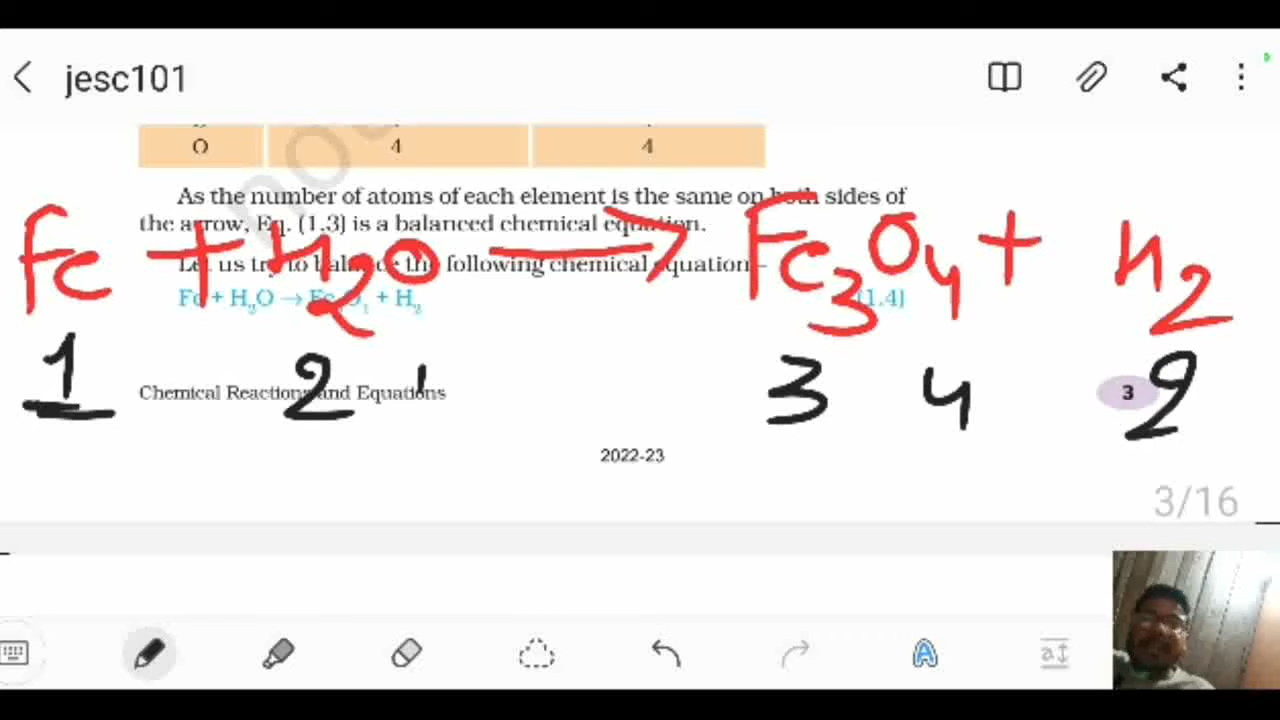 jesc101
O 4 4
As the number of atoms of each element is the same on both sides of
the arrow, Eq. (1.3) is a balanced chemical equation.
Let us try to balance the following chemical equation –
Fe + H₂O → Fe₃O₄ + H₂ (1.4)
Fe + H₂O → Fe₃O₄ + H₂
1 2 1 3 4 2
Chemical Reactions and Equations 3
2022-23
3/16
A
a